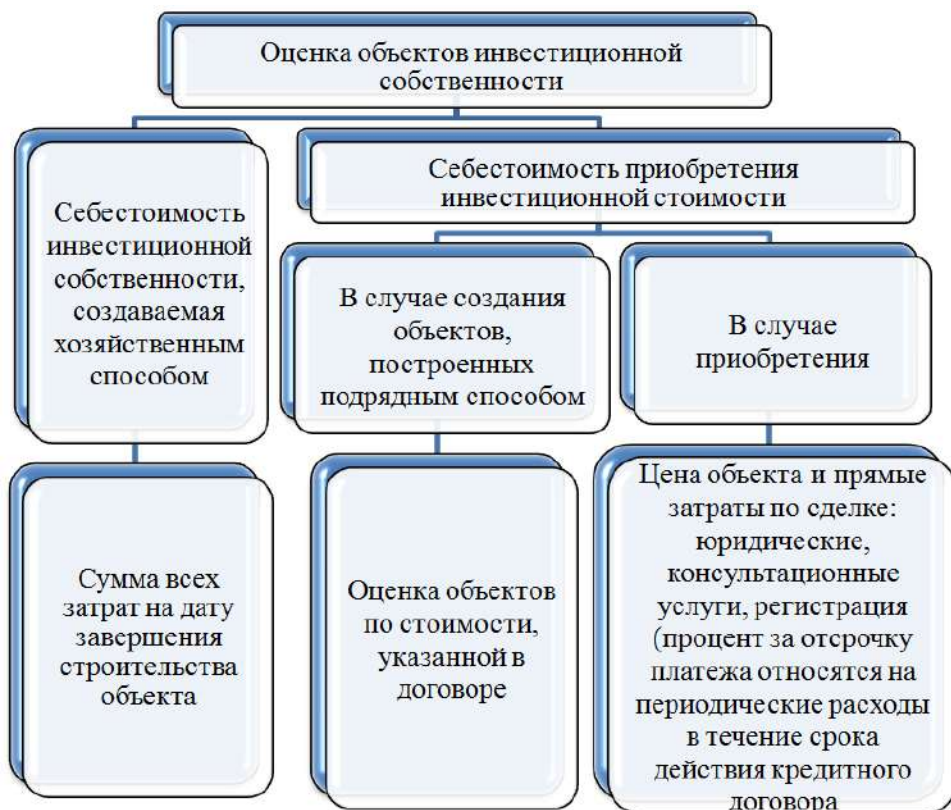 Оценка объектов инвестиционной
собственности
Себестоимость
инвестиционной
собственности,
создаваемая
хозяйственным
способом
Сумма всех
затрат на дату
завершения
строительства
объекта
Себестоимость приобретения
инвестиционной стоимости
В случае создания
объектов,
построенных
подрядным способом
Оценка объектов
по стоимости,
указанной в
договоре
В случае
приобретения
Цена объекта и прямые
затраты по сделке:
юридические,
консультационные
услуги, регистрация
(процент за отсрочку
платежа относятся на
периодические расходы
в течение срока
действия кредитного
договора